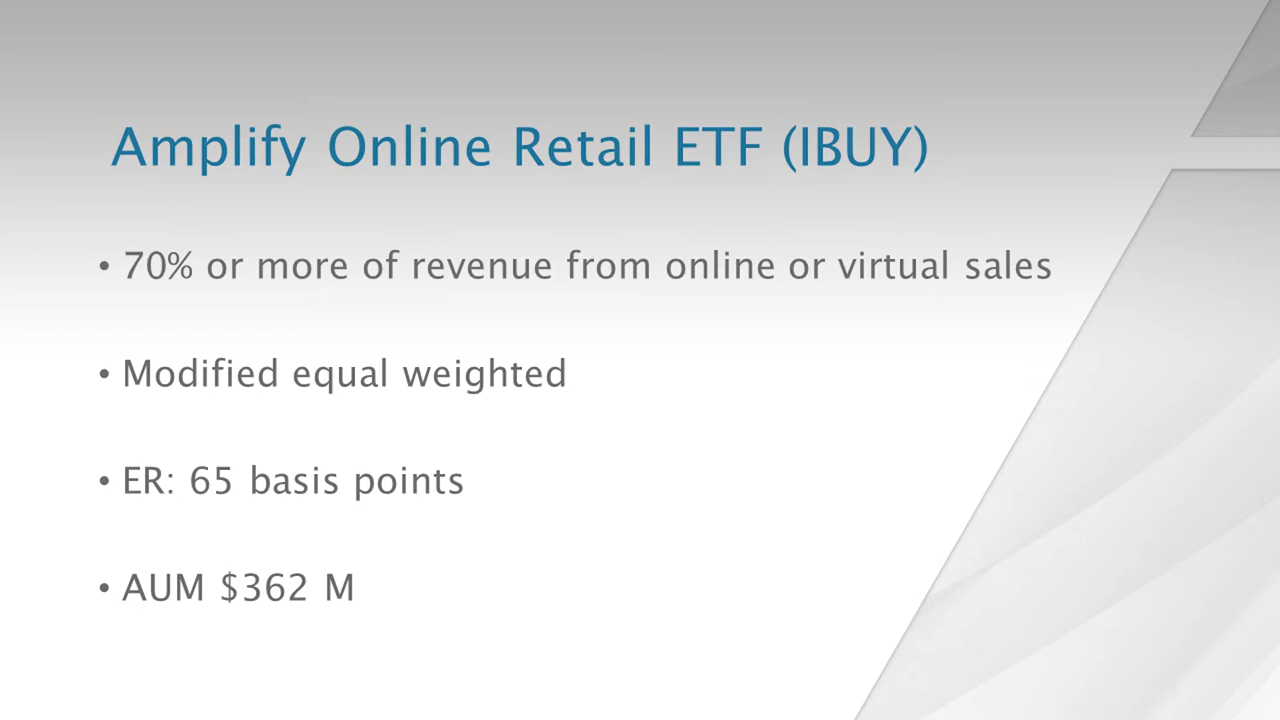 Amplify Online Retail ETF (IBUY)
• 70% or more of revenue from online or virtual sales
• Modified equal weighted
• ER: 65 basis points
• AUM $362 M